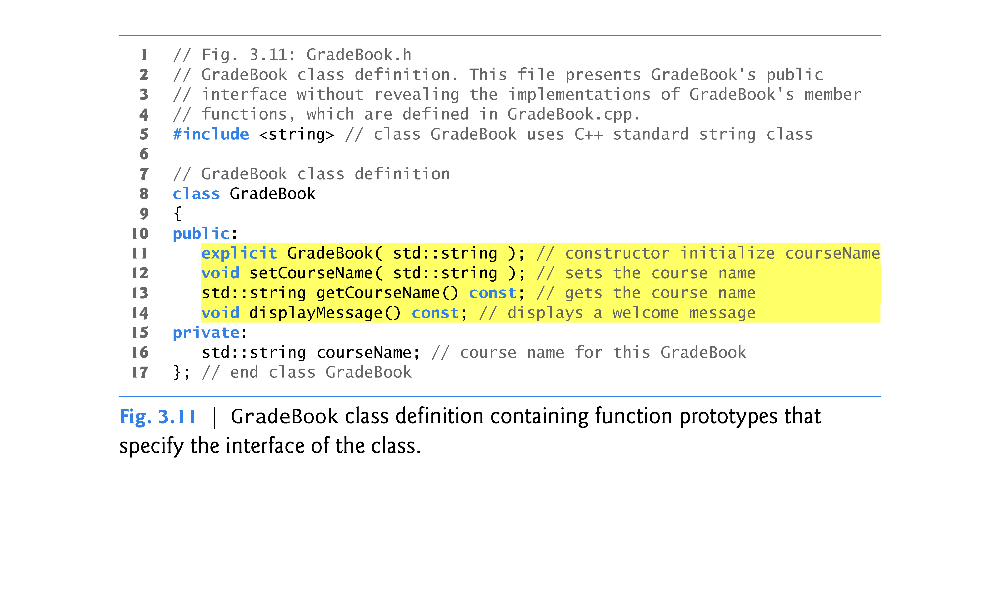 1 // Fig. 3.11: GradeBook.h
2 // GradeBook class definition. This file presents GradeBook's public
3 // interface without revealing the implementations of GradeBook's member
4 // functions, which are defined in GradeBook.cpp.
5 #include <string> // class GradeBook uses C++ standard string class
6
7 // GradeBook class definition
8 class GradeBook
9 {
10 public:
11    explicit GradeBook( std::string ); // constructor initialize courseName
12    void setCourseName( std::string ); // sets the course name
13    std::string getCourseName() const; // gets the course name
14    void displayMessage() const; // displays a welcome message
15 private:
16    std::string courseName; // course name for this GradeBook
17 }; // end class GradeBook
Fig. 3.11 | GradeBook class definition containing function prototypes that
specify the interface of the class.